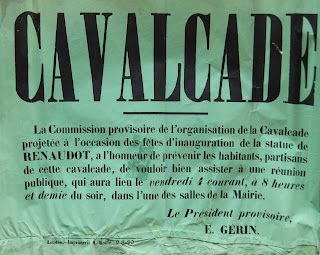 CAVALCADE
La Commission provisoire de l'organisation de la Cavalcade
projetée à l'occasion des fêtes d'inauguration de la statue de
RENAUDOT, a l'honneur de prévenir les habitants, partisans
de cette cavalcade, de vouloir bien assister à une réunion
publique, qui aura lieu le vendredi 4 courant, à 8 heures
et demie du soir, dans l'une des salles de la Mairie.
Le Président provisoire,
E. GERIN.
Imprimerie